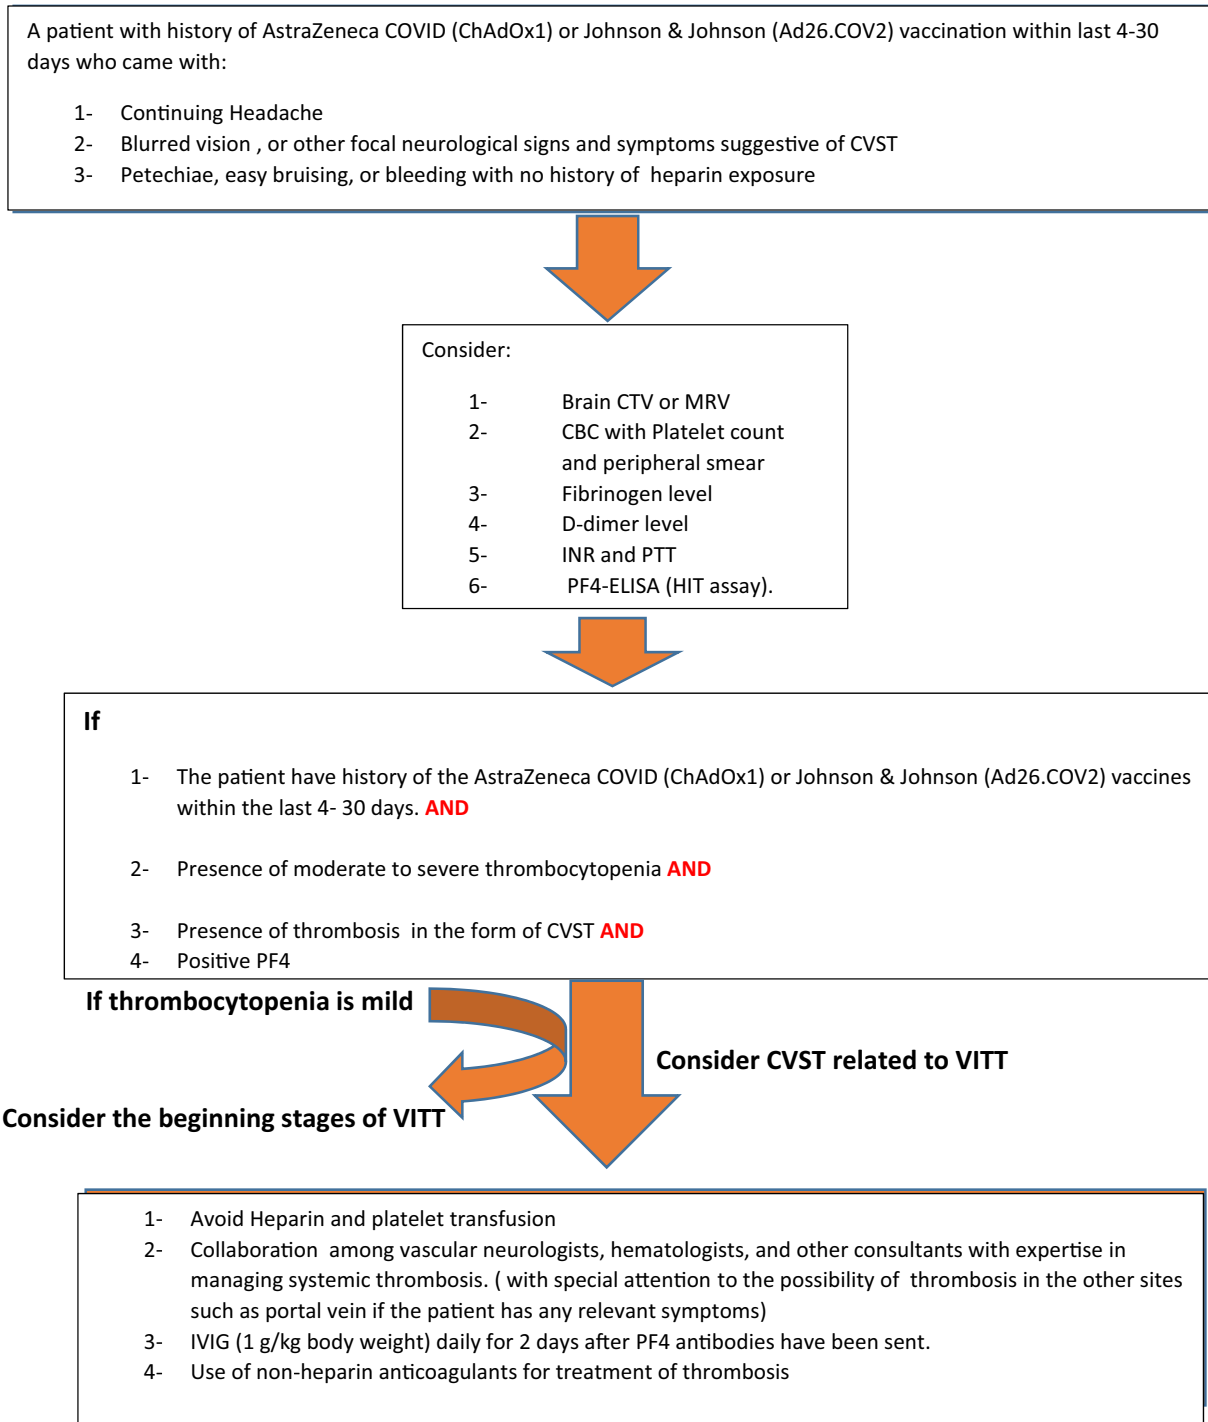 A patient with history of AstraZeneca COVID (ChAdOx1) or Johnson & Johnson (Ad26.COV2) vaccination within last 4-30
days who came with:
1- Continuing Headache
2- Blurred vision , or other focal neurological signs and symptoms suggestive of CVST
3- Petechiae, easy bruising, or bleeding with no history of heparin exposure
Consider:
1- Brain CTV or MRV
2- CBC with Platelet count
and peripheral smear
3- Fibrinogen level
4- D-dimer level
5- INR and PTT
6- PF4-ELISA (HIT assay).
If
1- The patient have history of the AstraZeneca COVID (ChAdOx1) or Johnson & Johnson (Ad26.COV2) vaccines
within the last 4- 30 days. AND
2- Presence of moderate to severe thrombocytopenia AND
3- Presence of thrombosis in the form of CVST AND
4- Positive PF4
If thrombocytopenia is mild
Consider CVST related to VITT
Consider the beginning stages of VITT
1- Avoid Heparin and platelet transfusion
2- Collaboration among vascular neurologists, hematologists, and other consultants with expertise in
managing systemic thrombosis. ( with special attention to the possibility of thrombosis in the other sites
such as portal vein if the patient has any relevant symptoms)
3- IVIG (1 g/kg body weight) daily for 2 days after PF4 antibodies have been sent.
4- Use of non-heparin anticoagulants for treatment of thrombosis